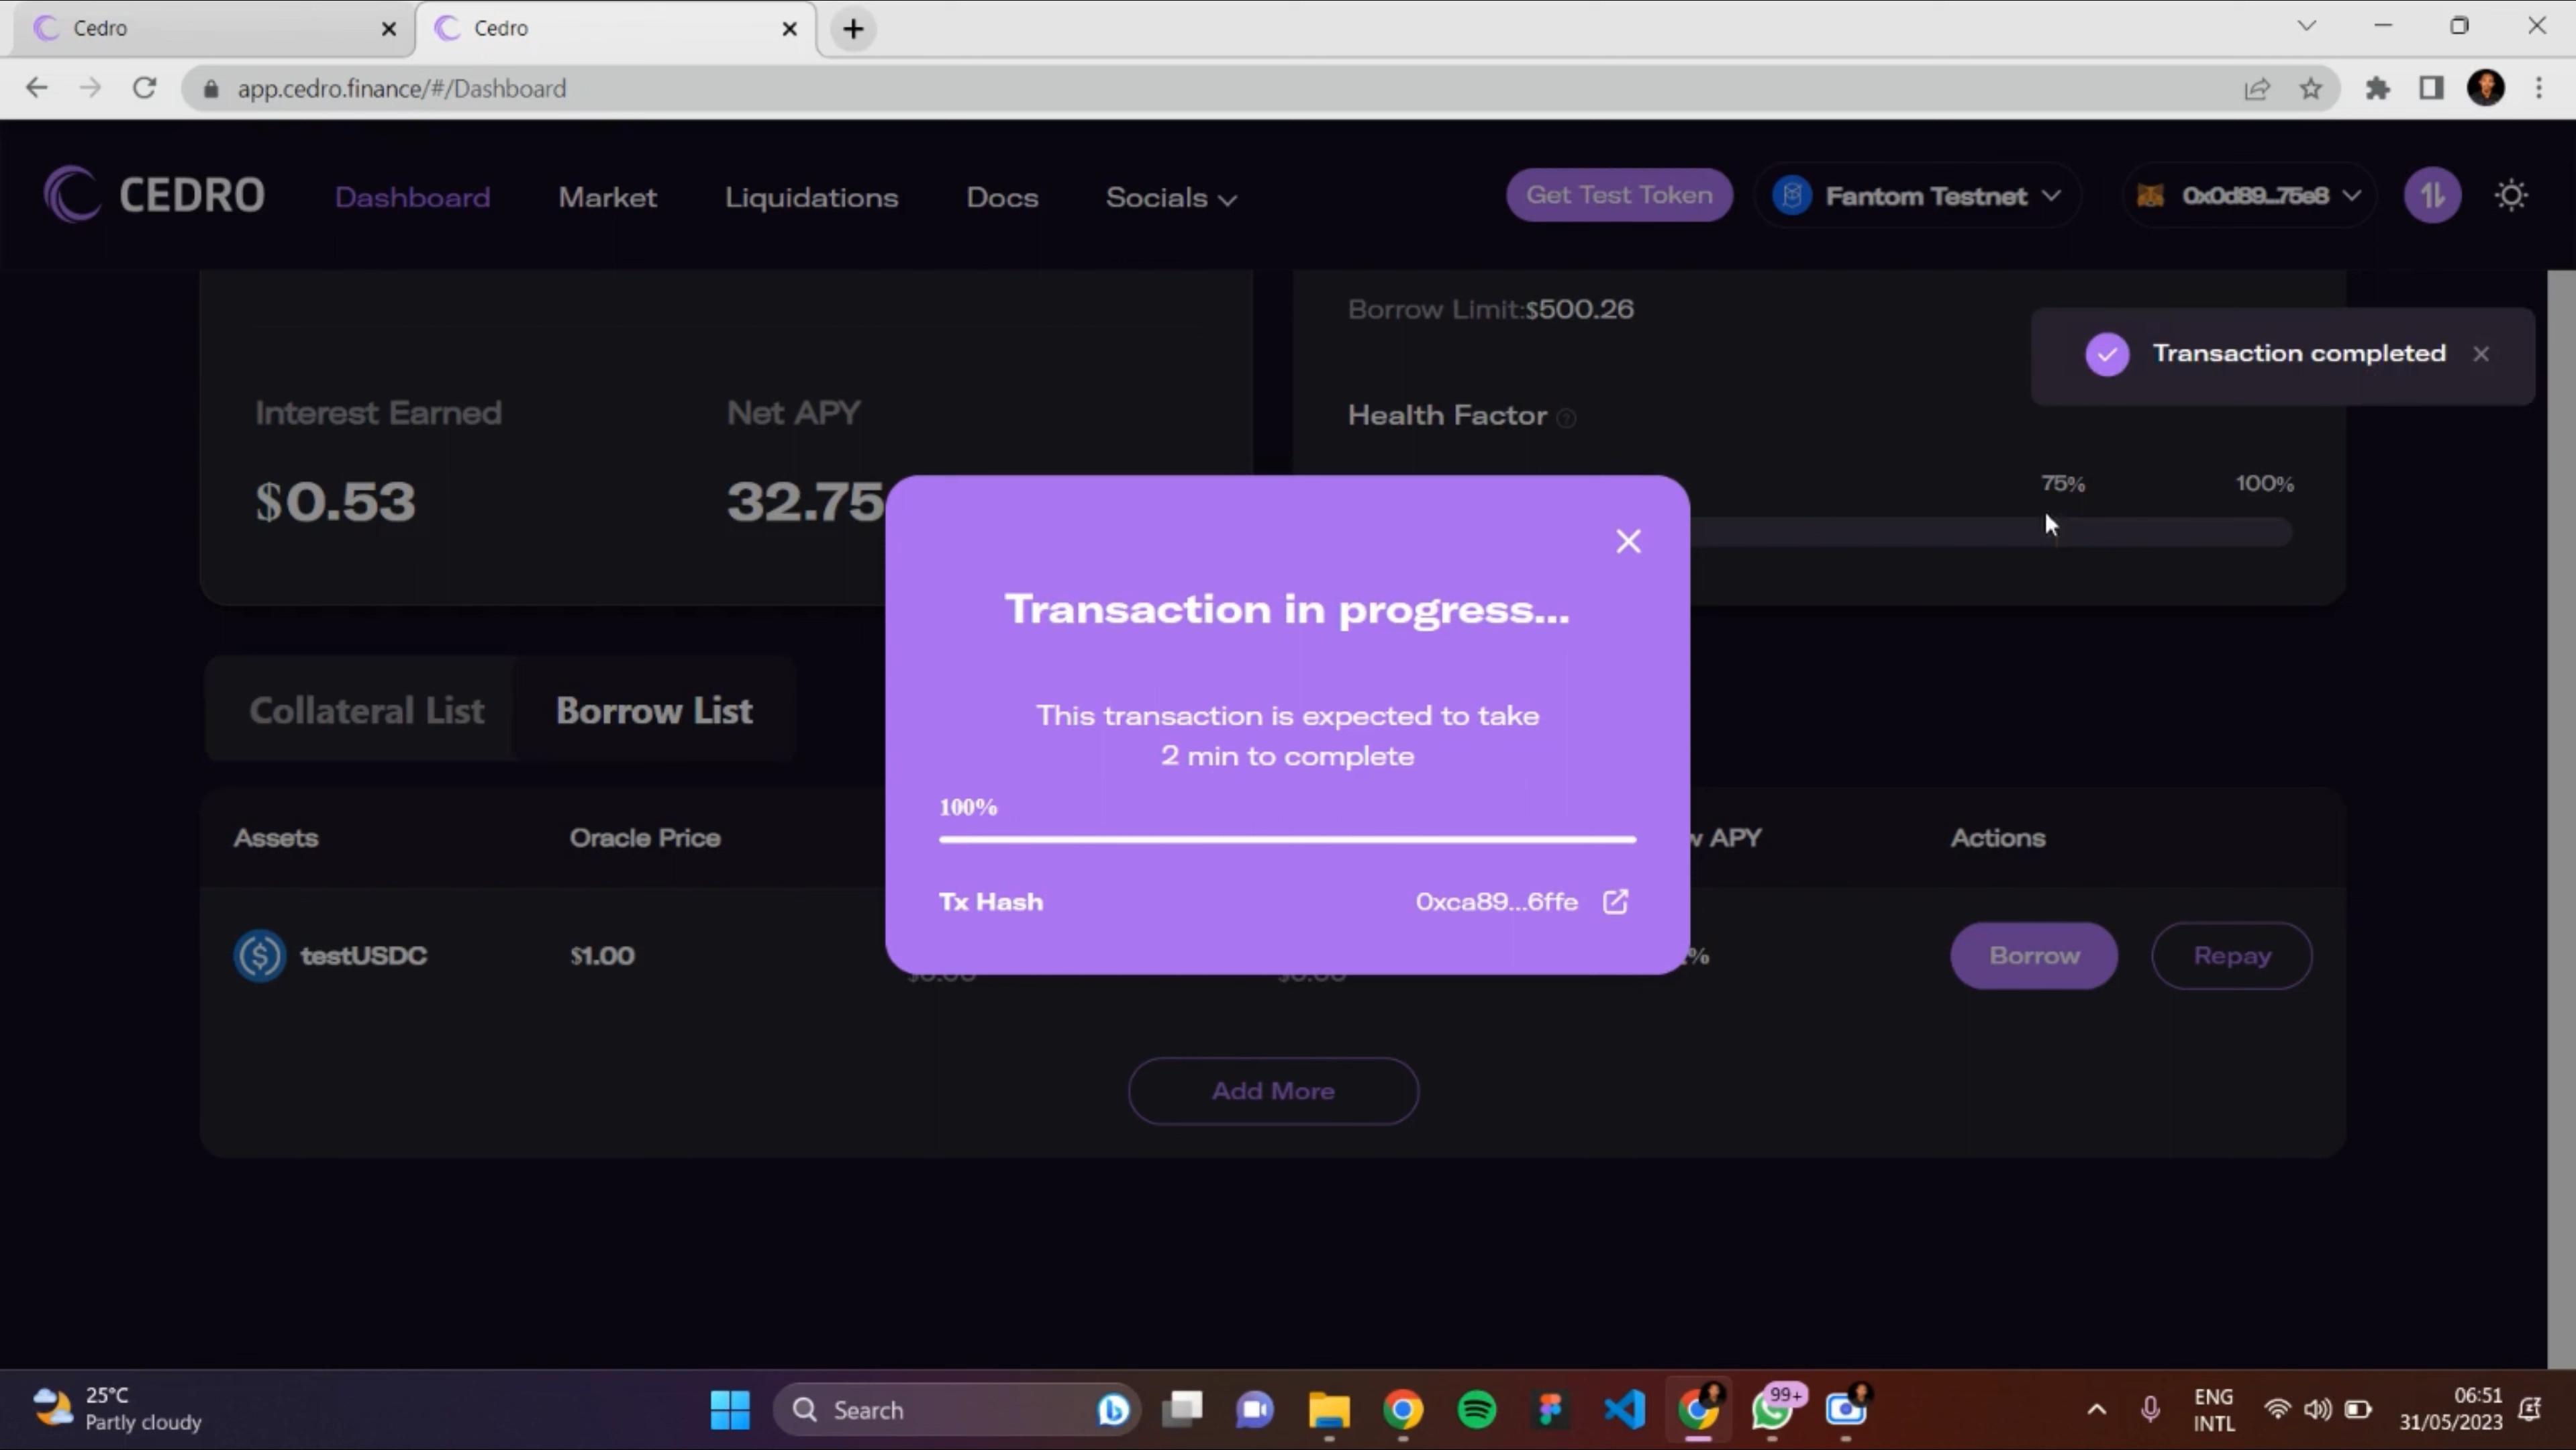 Cedro
Cedro
app.cedro.finance/#/Dashboard
CEDRO
Dashboard
Market
Liquidations
Docs
Socials
Get Test Token
Fantom Testnet
0x0d89...75e8
Borrow Limit:$500.26
Transaction completed
Interest Earned
Net APY
Health Factor
$0.53
32.75
75%
100%
Transaction in progress...
This transaction is expected to take
2 min to complete
100%
Tx Hash
0xca89...6ffe
Collateral List
Borrow List
Assets
Oracle Price
APY
Actions
testUSDC
$1.00
%
Borrow
Repay
Add More
25°C
Partly cloudy
Search
99+
ENG
INTL
06:51
31/05/2023